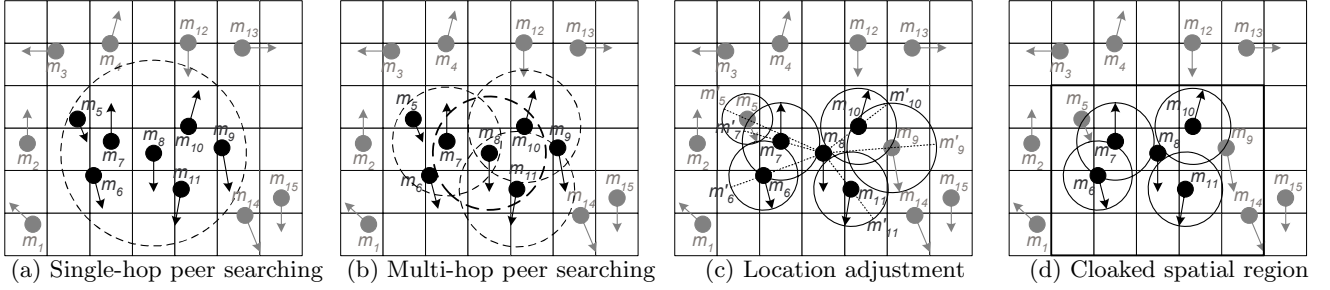 m12
m13
m3
m4
m5
m9
m8
m10
m2
m7
m11
m6
m15
m14
m1
(a) Single-hop peer searching
m12
m13
m3
m4
m5
m8
m9
m10
m2
m7
m11
m6
m15
m14
m1
(b) Multi-hop peer searching
m12
m13
m3
m4
m'5
m5
m'10
m10
m'7
m7
m8
m9
m'9
m2
m'6
m6
m11
m'11
m15
m14
m1
(c) Location adjustment
m12
m13
m3
m4
m5
m10
m9
m8
m7
m2
m6
m11
m15
m14
m1
(d) Cloaked spatial region